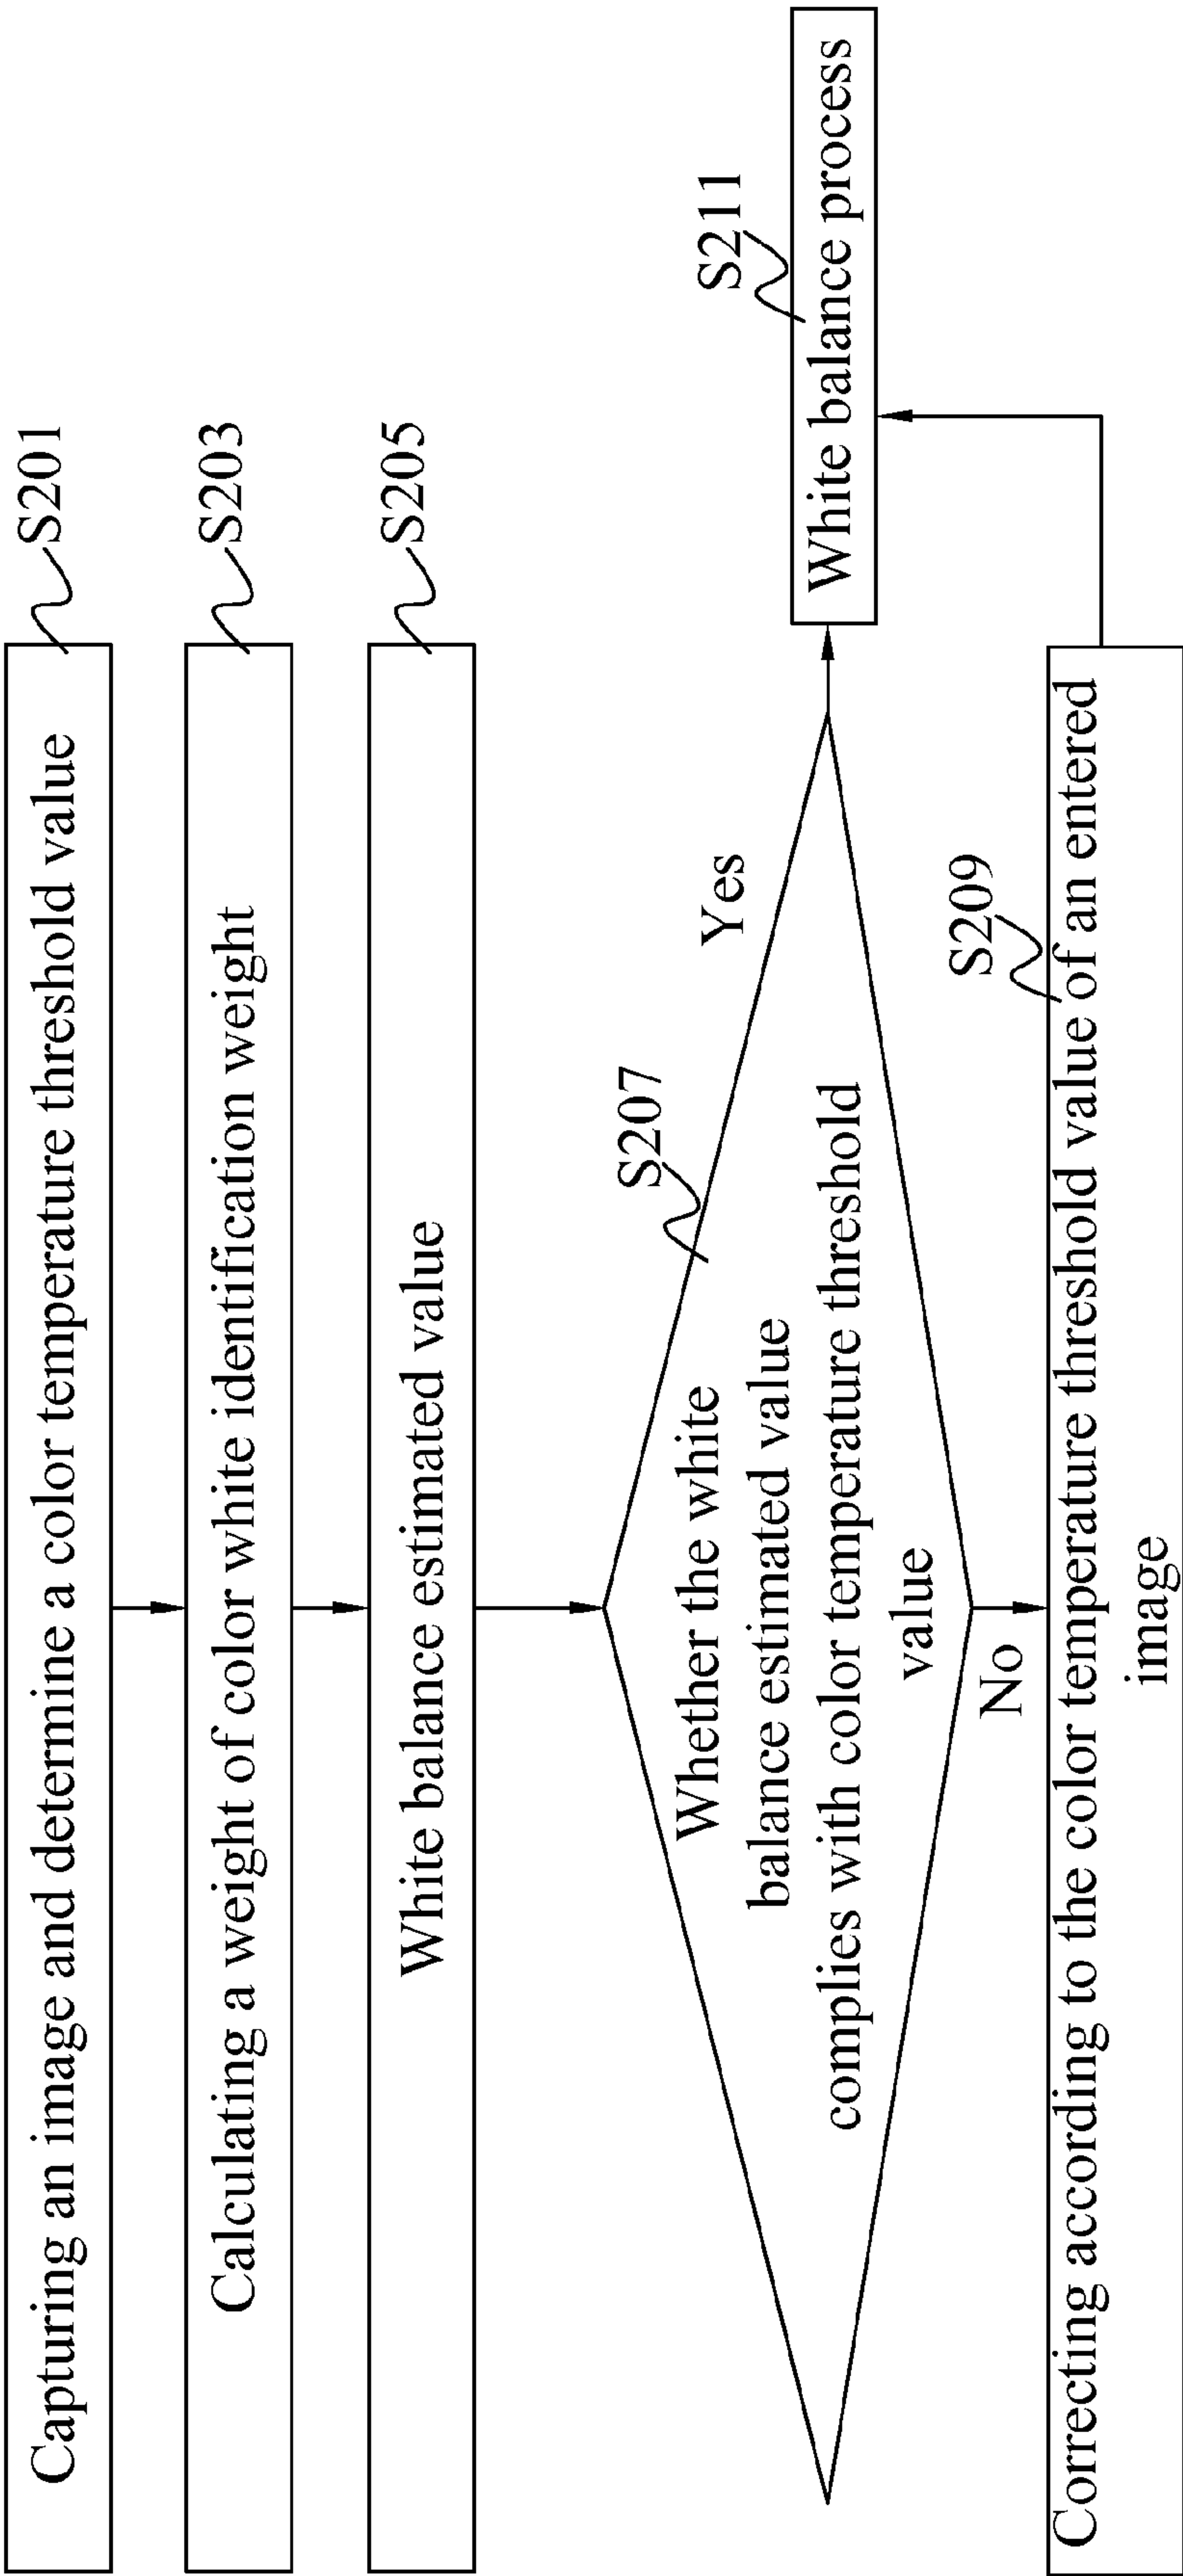 Capturing an image and determine a color temperature threshold value
S201
Calculating a weight of color white identification weight
S203
White balance estimated value
S205
Whether the white
balance estimated value
complies with color temperature threshold
value
S207
Yes
White balance process
S211
No
Correcting according to the color temperature threshold value of an entered
image
S209